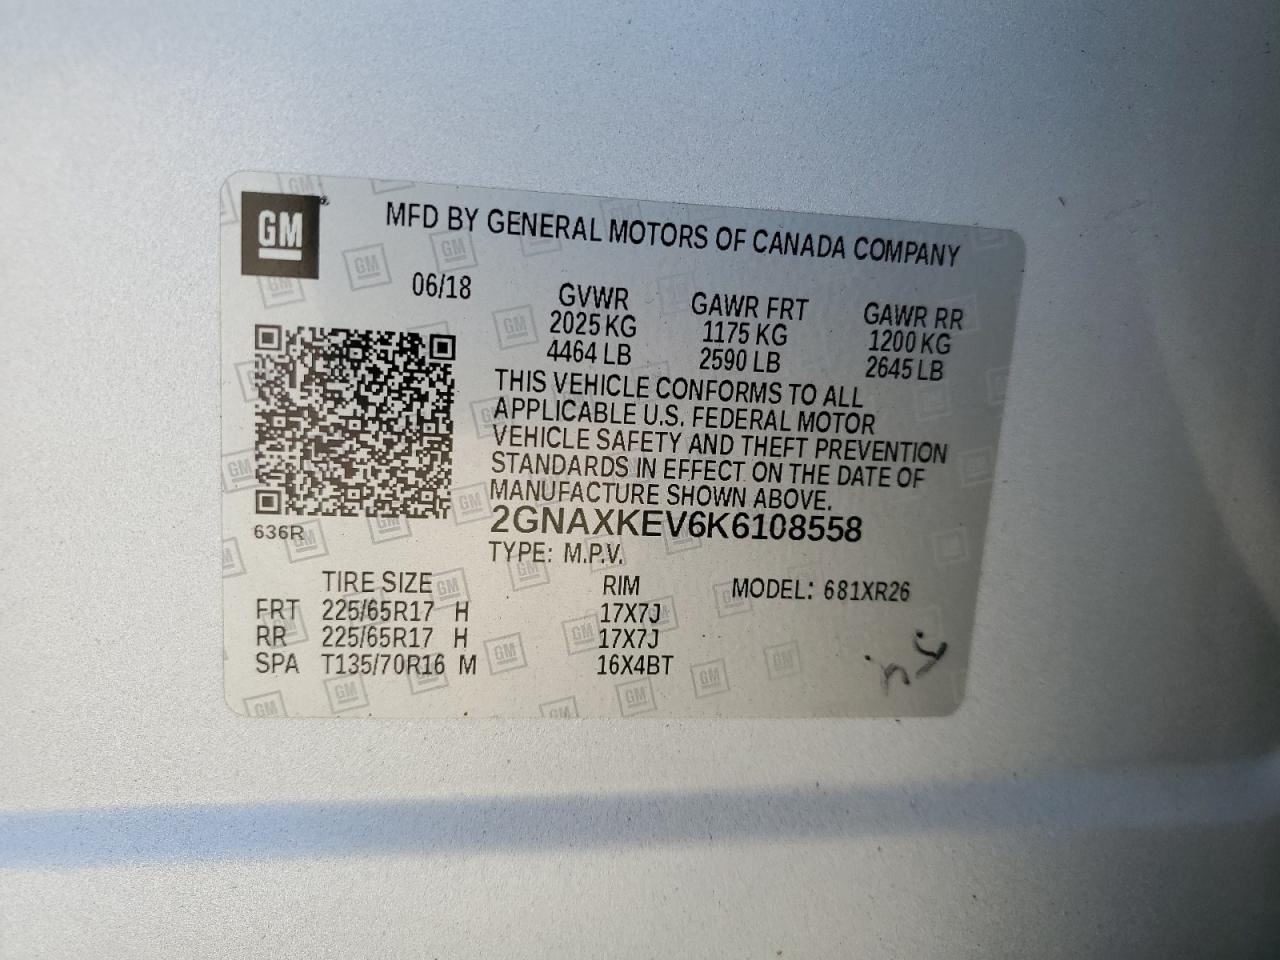 GM
MFD BY GENERAL MOTORS OF CANADA COMPANY
06/18
GVWR GAWR FRT GAWR RR
2025 KG 1175 KG 1200 KG
4464 LB 2590 LB 2645 LB
THIS VEHICLE CONFORMS TO ALL
APPLICABLE U.S. FEDERAL MOTOR
VEHICLE SAFETY AND THEFT PREVENTION
STANDARDS IN EFFECT ON THE DATE OF
MANUFACTURE SHOWN ABOVE.
2GNAXKEV6K6108558
636R
TYPE: M.P.V.
TIRE SIZE RIM MODEL: 681XR26
FRT 225/65R17 H 17X7J
RR 225/65R17 H 17X7J
SPA T135/70R16 M 16X4BT